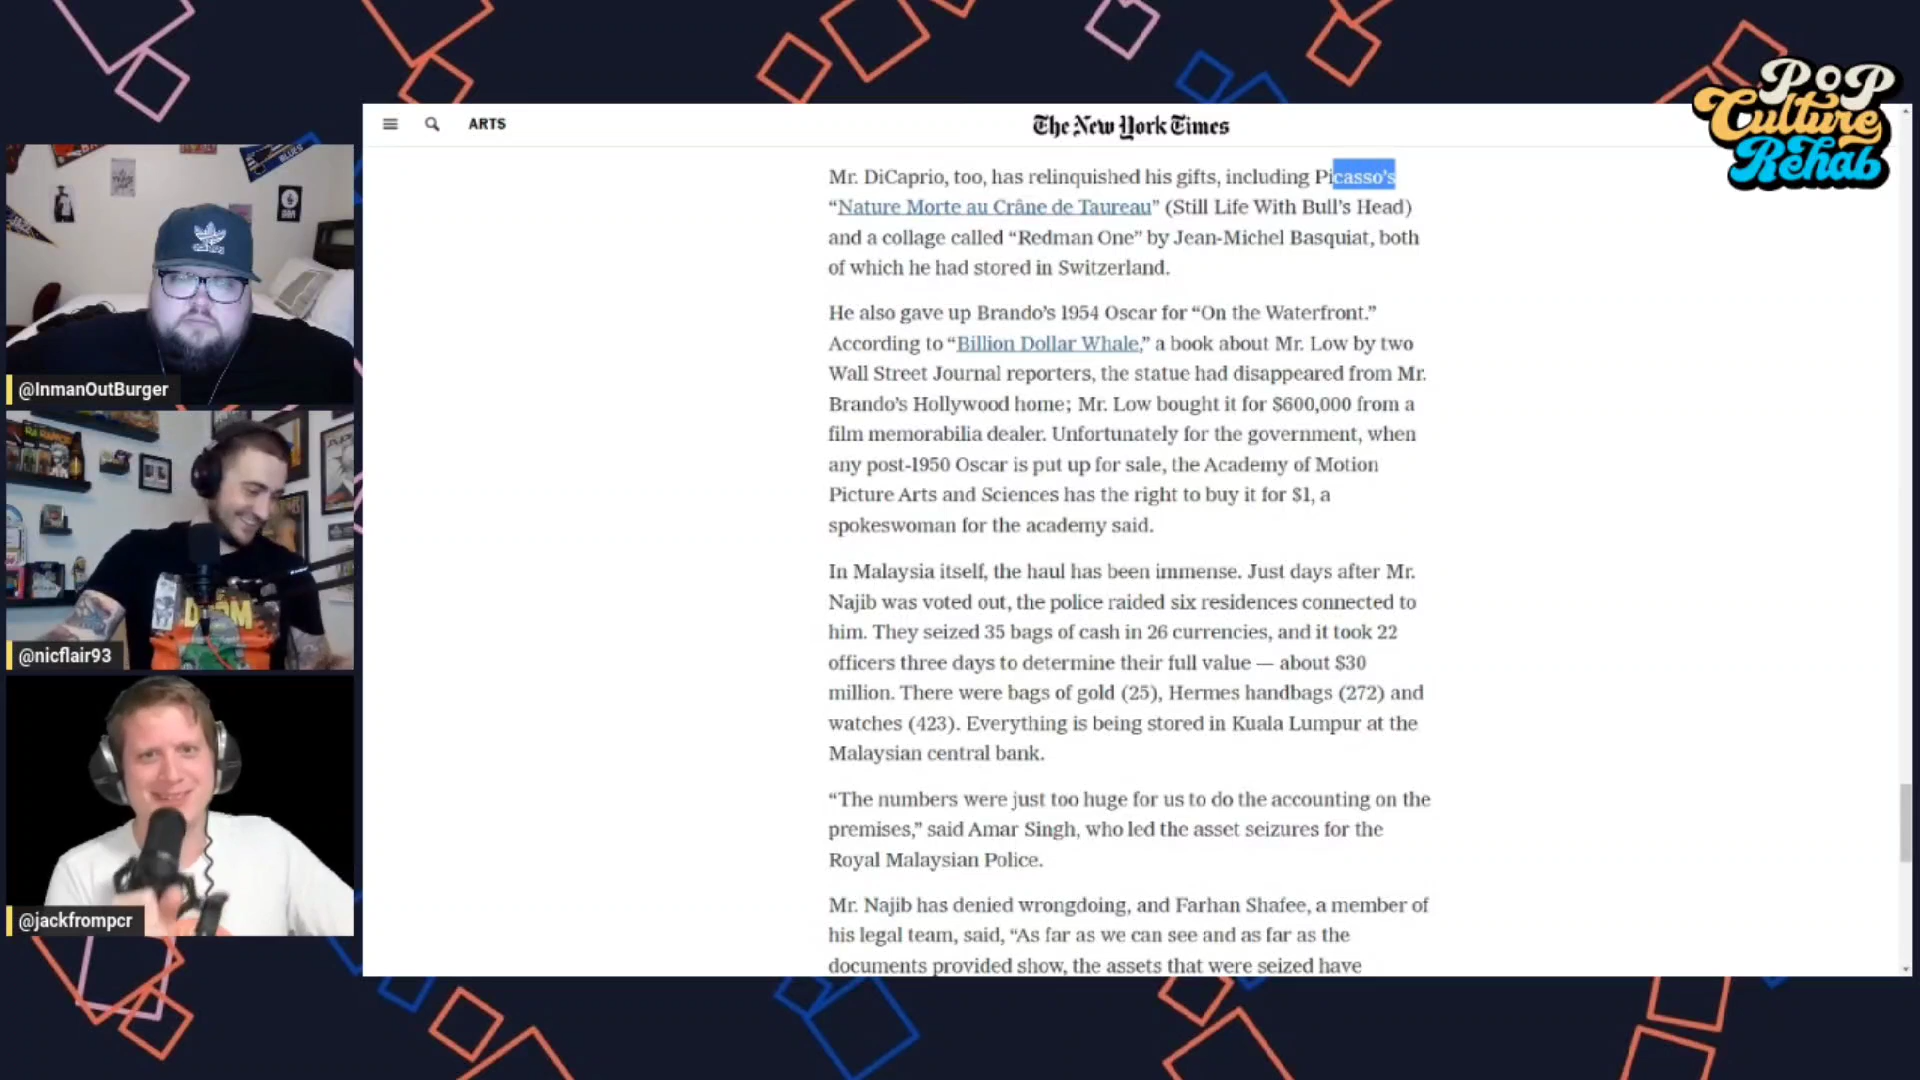 POP
Culture
Rehab
ARTS
The New York Times
Mr. DiCaprio, too, has relinquished his gifts, including Picasso's
“Nature Morte au Crâne de Taureau” (Still Life With Bull’s Head)
and a collage called “Redman One” by Jean-Michel Basquiat, both
of which he had stored in Switzerland.
He also gave up Brando’s 1954 Oscar for “On the Waterfront.”
According to “Billion Dollar Whale,” a book about Mr. Low by two
Wall Street Journal reporters, the statue had disappeared from Mr.
Brando’s Hollywood home; Mr. Low bought it for $600,000 from a
film memorabilia dealer. Unfortunately for the government, when
any post-1950 Oscar is put up for sale, the Academy of Motion
Picture Arts and Sciences has the right to buy it for $1, a
spokeswoman for the academy said.
In Malaysia itself, the haul has been immense. Just days after Mr.
Najib was voted out, the police raided six residences connected to
him. They seized 35 bags of cash in 26 currencies, and it took 22
officers three days to determine their full value — about $30
million. There were bags of gold (25), Hermes handbags (272) and
watches (423). Everything is being stored in Kuala Lumpur at the
Malaysian central bank.
“The numbers were just too huge for us to do the accounting on the
premises,” said Amar Singh, who led the asset seizures for the
Royal Malaysian Police.
Mr. Najib has denied wrongdoing, and Farhan Shafee, a member of
his legal team, said, “As far as we can see and as far as the
documents provided show, the assets that were seized have
BLUES
@InmanOutBurger
DOOM
@nicflair93
@jackfrompcr